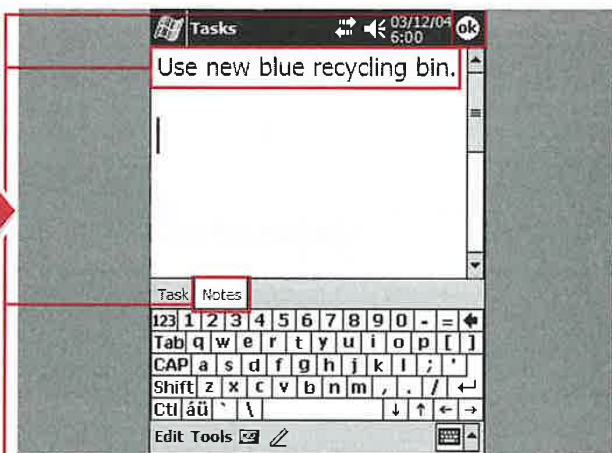 Tasks 03/12/04
6:00 ok
Use new blue recycling bin.
Task Notes
123 1 2 3 4 5 6 7 8 9 0 - =
Tab q w e r t y u i o p [ ]
CAP a s d f g h j k l ; '
Shift z x c v b n m , . /
Ctl áü ` \
Edit Tools